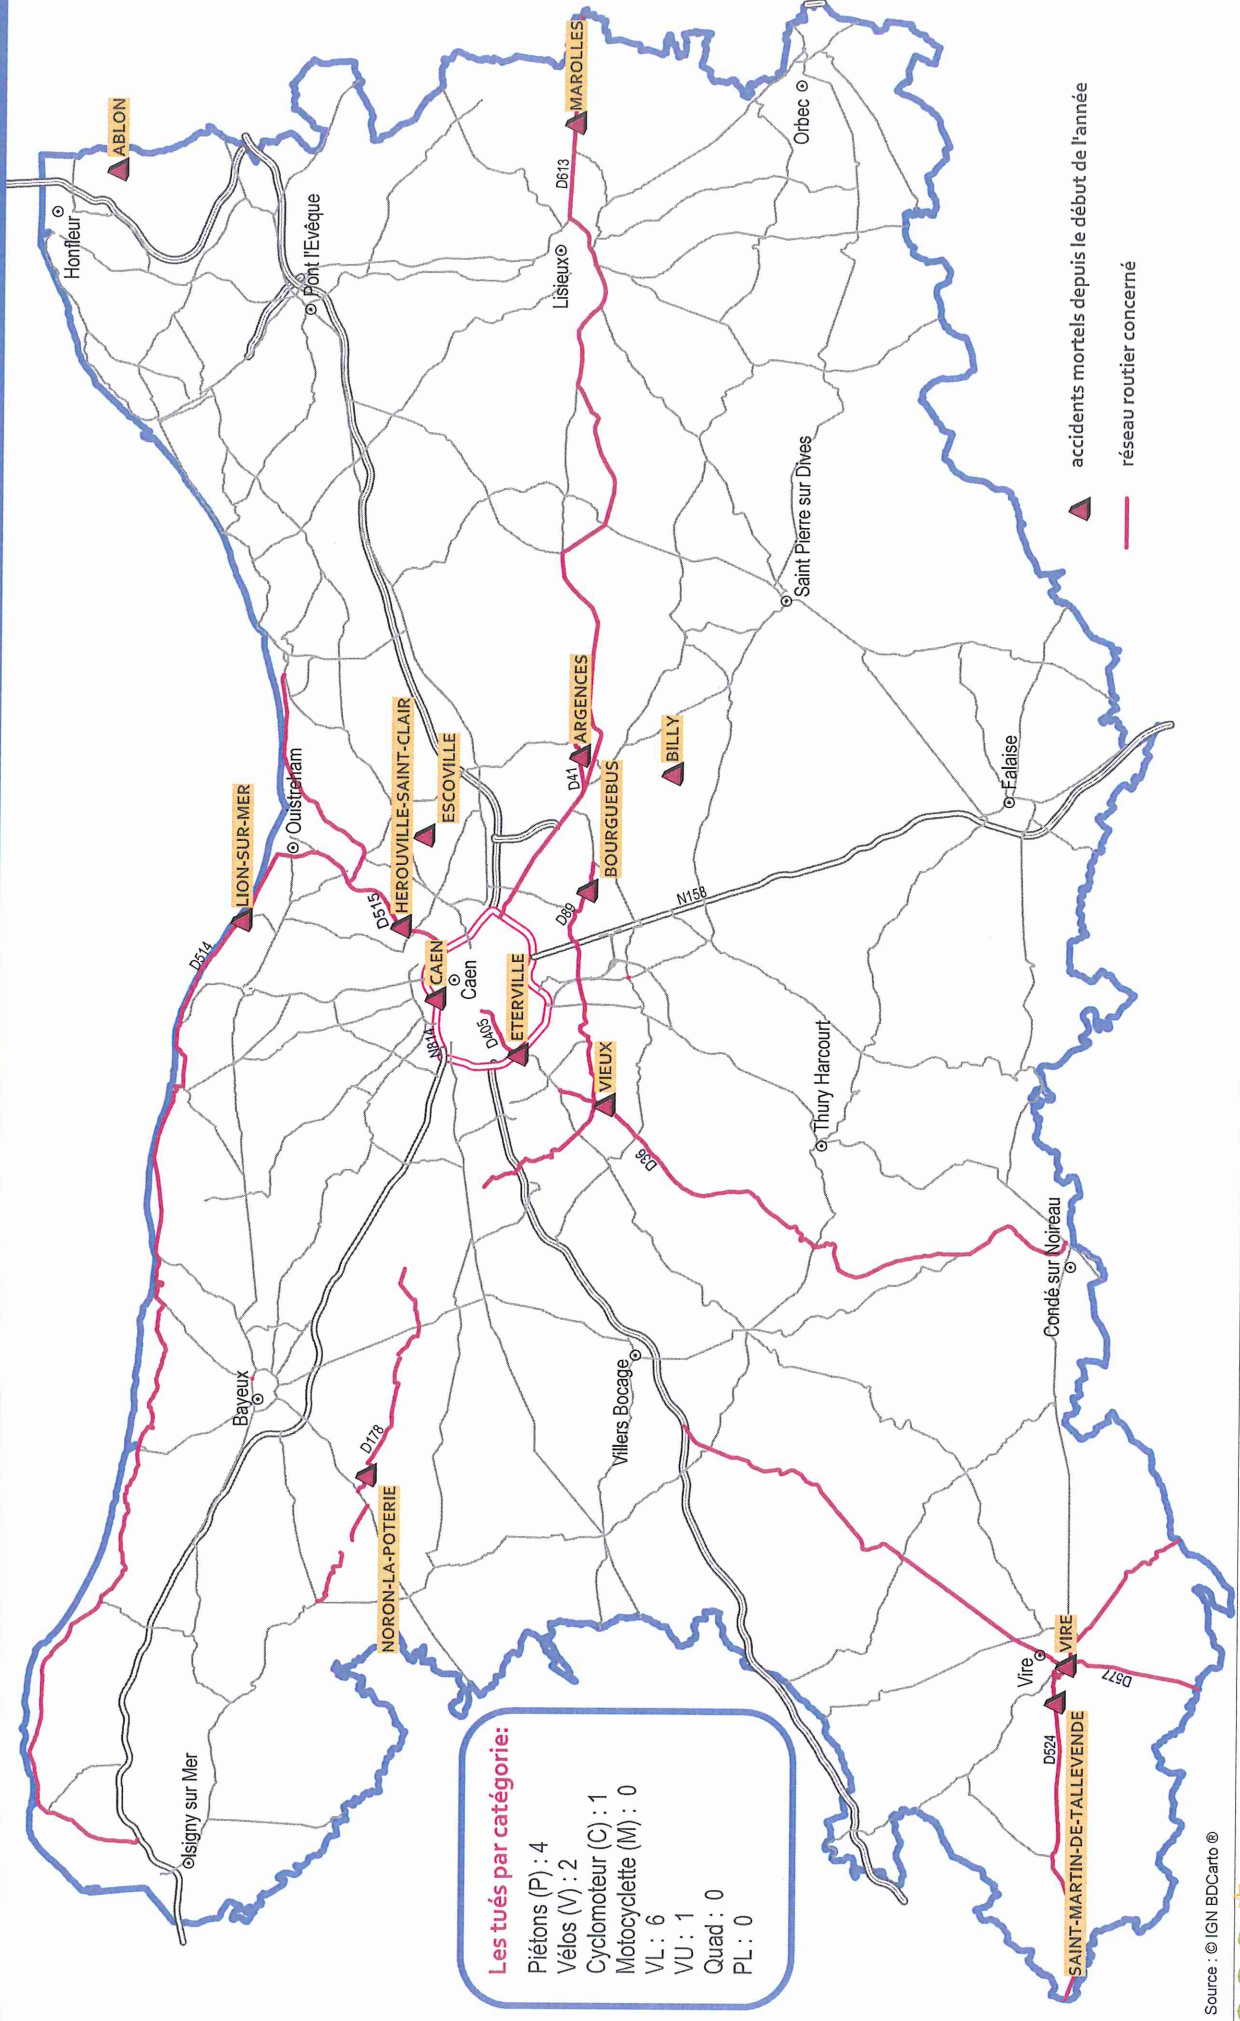 Honfleur
ABLON
Pont l'Evêque
MAROLLES
D613
Lisieux
Orbec
accidents mortels depuis le début de l'année
réseau routier concerné
Saint Pierre sur Dives
LION-SUR-MER
D514
Ouistreham
HEROUVILLE-SAINT-CLAIR
D515
ESCOVILLE
ARGENCES
D41
BILLY
BOURGUEBUS
D89
N158
Falaise
CAEN
Caen
N814
D405
ETERVILLE
VIEUX
D36
Thury Harcourt
Condé sur Noireau
Bayeux
D178
NORON-LA-POTERIE
Villers Bocage
Isigny sur Mer
Vire
VIRE
D577
D524
SAINT-MARTIN-DE-TALLEVENDE
Les tués par catégorie:
Piétons (P) : 4
Vélos (V) : 2
Cyclomoteur (C) : 1
Motocyclette (M) : 0
VL : 6
VU : 1
Quad : 0
PL : 0
Source : © IGN BDCarto ®